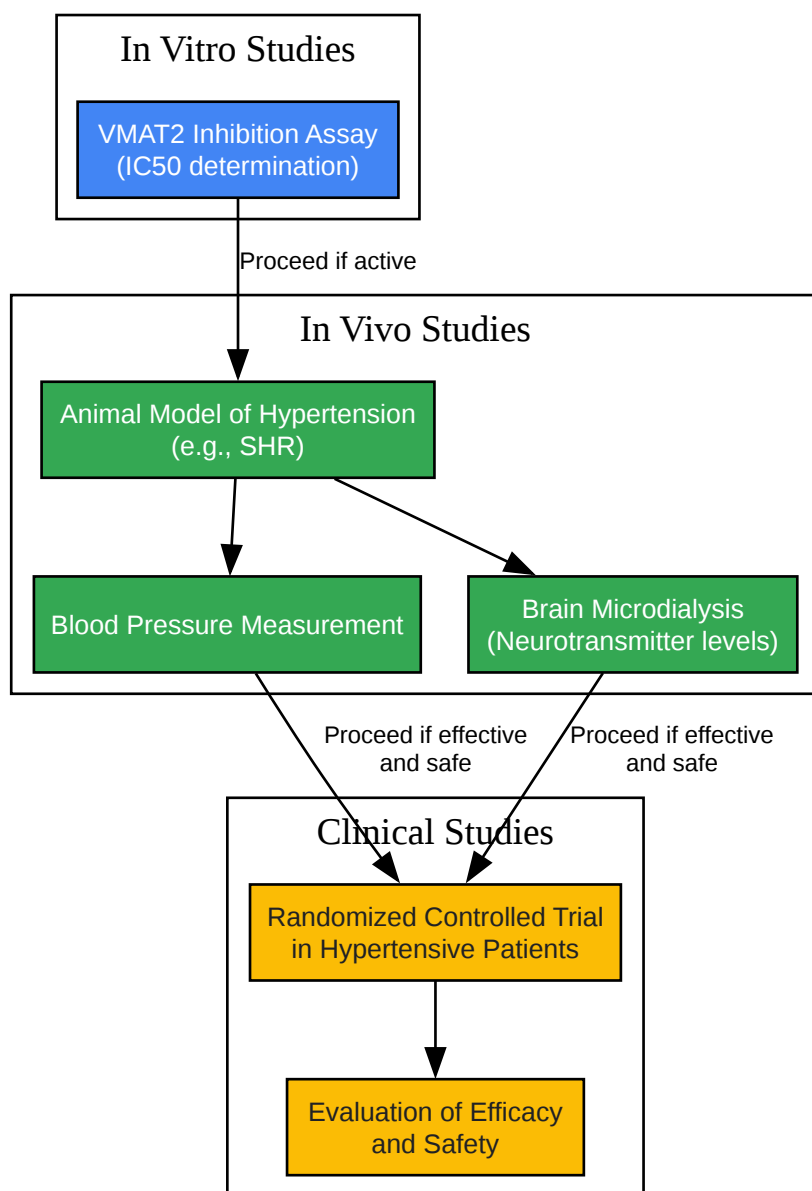 In Vitro Studies
VMAT2 Inhibition Assay
(IC50 determination)
Proceed if active
In Vivo Studies
Animal Model of Hypertension
(e.g., SHR)
Blood Pressure Measurement
Brain Microdialysis
(Neurotransmitter levels)
Proceed if effective
and safe
Proceed if effective
and safe
Clinical Studies
Randomized Controlled Trial
in Hypertensive Patients
Evaluation of Efficacy
and Safety